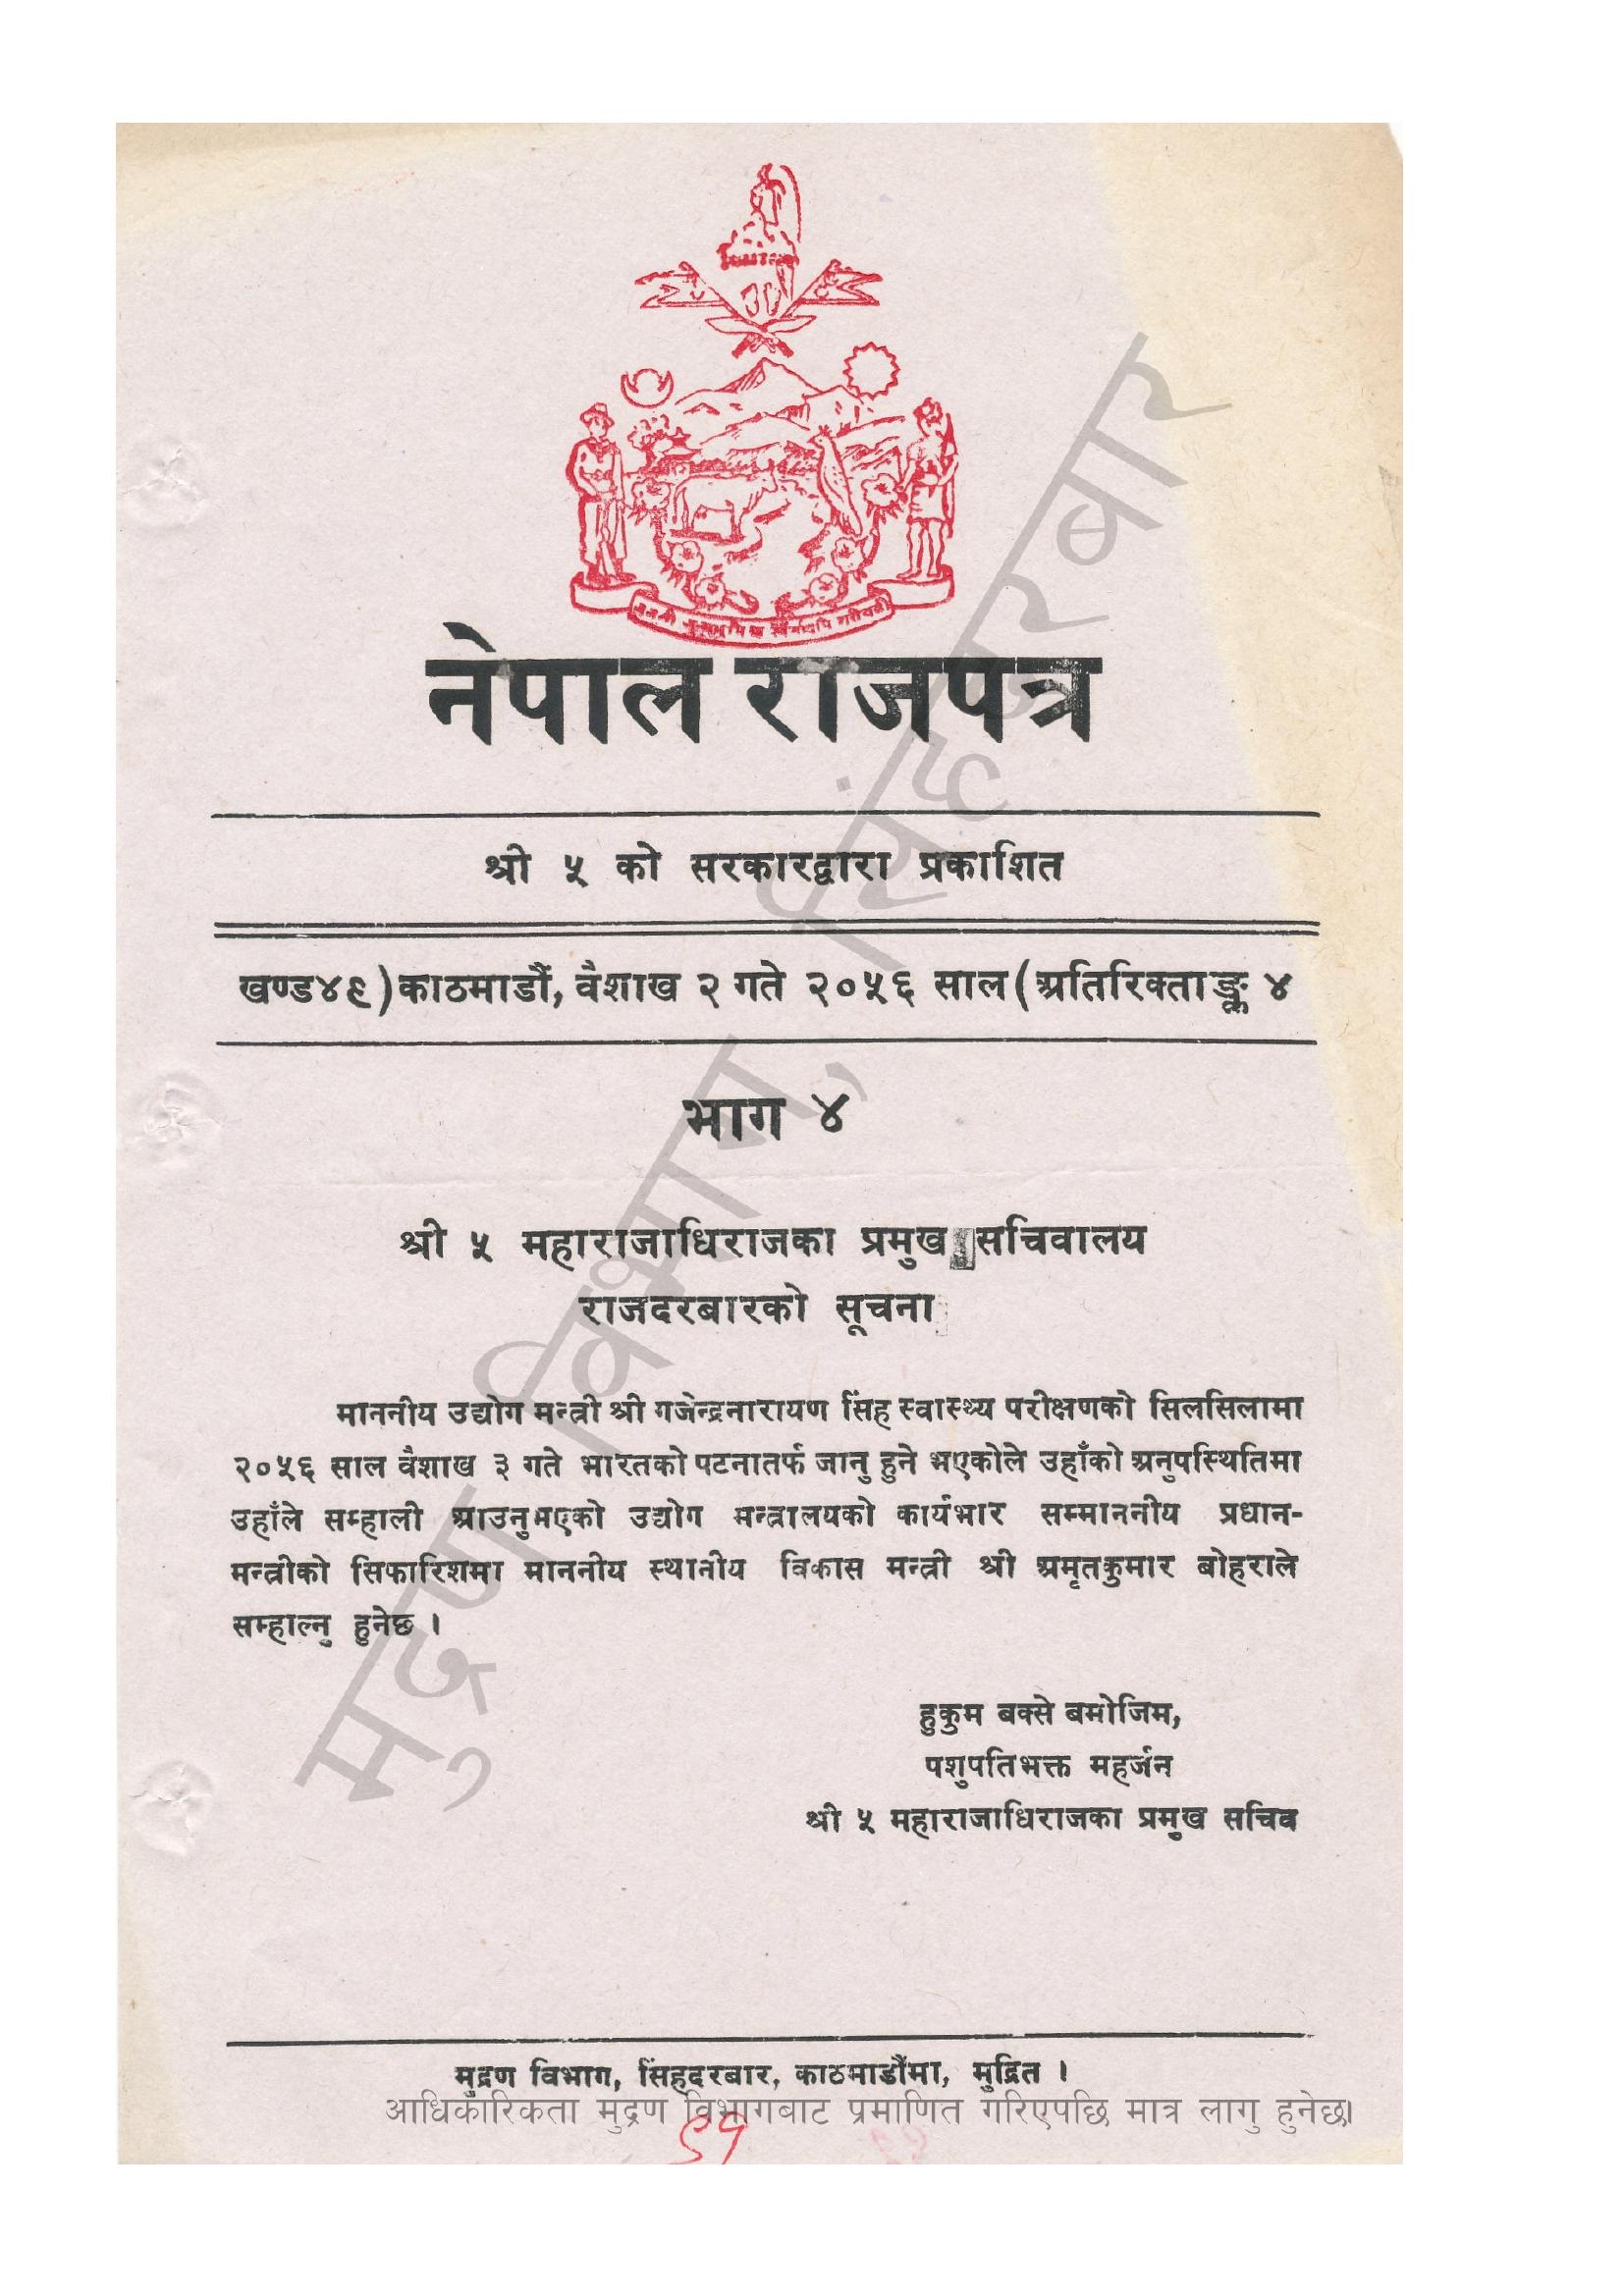 नेपाल राजपत्र
श्री ५ को सरकारद्वारा प्रकाशित
खण्ड४९) काठमाडौं, वैशाख २ गते २०५६ साल (अतिरिक्ताङ्क ४
भाग ४
श्री ५ महाराजाधिराजका प्रमुख सचिवालय
राजदरबारको सूचना
माननीय उद्योग मन्त्री श्री गजेन्द्रनारायण सिंह स्वास्थ्य परीक्षणको सिलसिलामा
२०५६ साल वैशाख ३ गते भारतको पटनातर्फ जानु हुने भएकोले उहाँको अनुपस्थितिमा
उहाँले सम्हाली आउनुभएको उद्योग मन्त्रालयको कार्यभार सम्माननीय प्रधान-
मन्त्रीको सिफारिशमा माननीय स्थानीय विकास मन्त्री श्री अमृतकुमार बोहराले
सम्हाल्नु हुनेछ ।
हुकुम बक्से बमोजिम,
पशुपतिभक्त महर्जन
श्री ५ महाराजाधिराजका प्रमुख सचिव
मुद्रण विभाग, सिंहदरबार
मुद्रण विभाग, सिंहदरबार, काठमाडौंमा, मुद्रित ।
आधिकारिकता मुद्रण विभागबाट प्रमाणित गरिएपछि मात्र लागु हुनेछ।